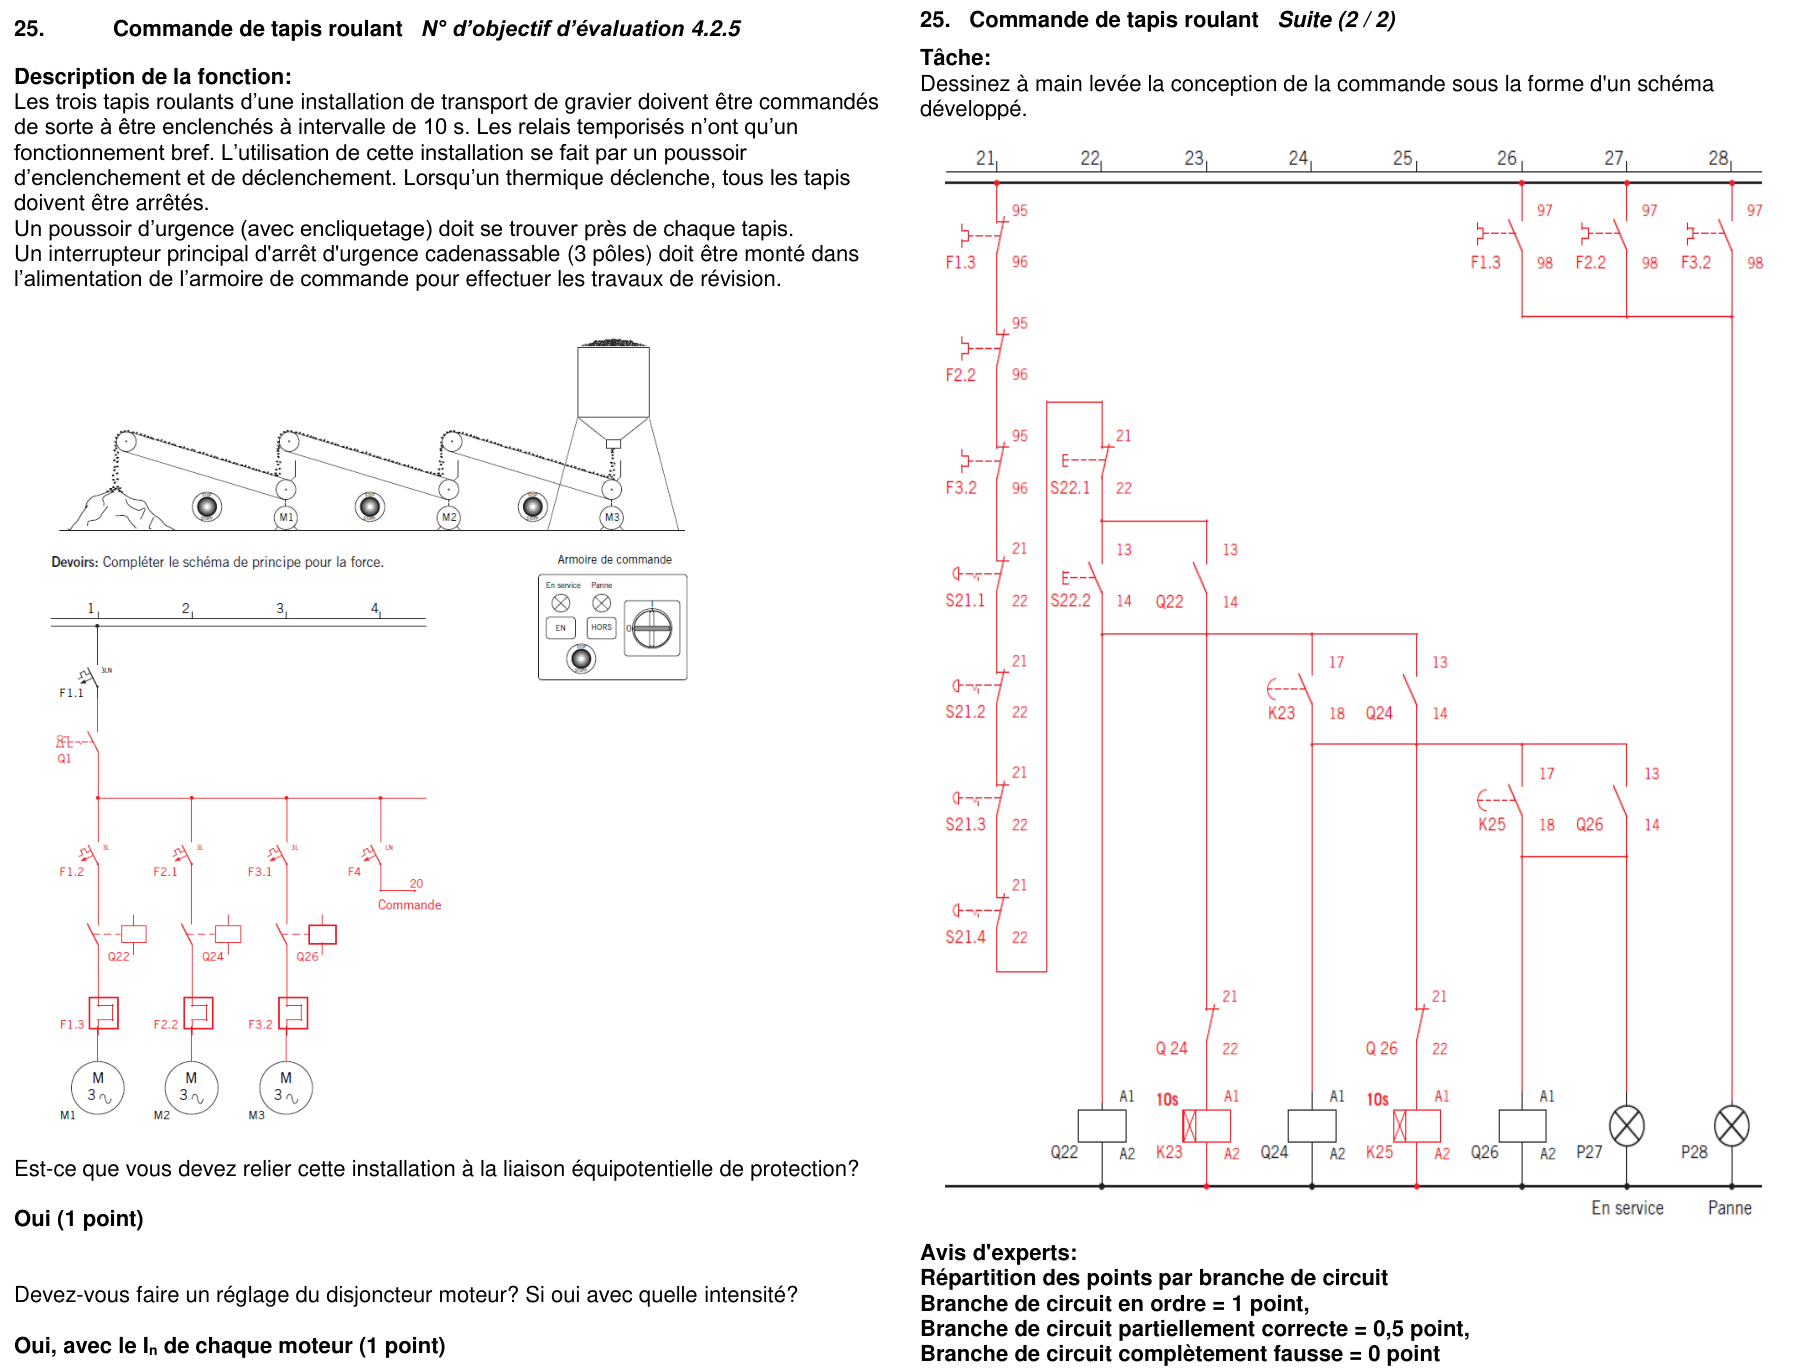 25. Commande de tapis roulant N° d’objectif d’évaluation 4.2.5
Description de la fonction:
Les trois tapis roulants d’une installation de transport de gravier doivent être commandés
de sorte à être enclenchés à intervalle de 10 s. Les relais temporisés n’ont qu’un
fonctionnement bref. L’utilisation de cette installation se fait par un poussoir
d’enclenchement et de déclenchement. Lorsqu’un thermique déclenche, tous les tapis
doivent être arrêtés.
Un poussoir d’urgence (avec encliquetage) doit se trouver près de chaque tapis.
Un interrupteur principal d'arrêt d'urgence cadenassable (3 pôles) doit être monté dans
l’alimentation de l’armoire de commande pour effectuer les travaux de révision.
M1 M2 M3
Devoirs: Compléter le schéma de principe pour la force.
Armoire de commande
En service Panne
EN HORS 0 I
1 2 3 4
3LN
F1.1
Q1
3L 3L 3L LN
F1.2 F2.1 F3.1 F4
20
Commande
Q22 Q24 Q26
F1.3 F2.2 F3.2
M M M
3 3 3
M1 M2 M3
Est-ce que vous devez relier cette installation à la liaison équipotentielle de protection?
Oui (1 point)
Devez-vous faire un réglage du disjoncteur moteur? Si oui avec quelle intensité?
Oui, avec le In de chaque moteur (1 point)
25. Commande de tapis roulant Suite (2 / 2)
Tâche:
Dessinez à main levée la conception de la commande sous la forme d'un schéma
développé.
21 22 23 24 25 26 27 28
95 97 97 97
F1.3 96 F1.3 98 F2.2 98 F3.2 98
95
F2.2 96
95 21
F3.2 96 S22.1 22
21 13 13
S21.1 22 S22.2 14 Q22 14
21 17 13
S21.2 22 K23 18 Q24 14
21 17 13
S21.3 22 K25 18 Q26 14
21
S21.4 22
21 21
Q 24 22 Q 26 22
A1 10s A1 A1 10s A1 A1
Q22 A2 K23 A2 Q24 A2 K25 A2 Q26 A2 P27 P28
En service Panne
Avis d'experts:
Répartition des points par branche de circuit
Branche de circuit en ordre = 1 point,
Branche de circuit partiellement correcte = 0,5 point,
Branche de circuit complètement fausse = 0 point